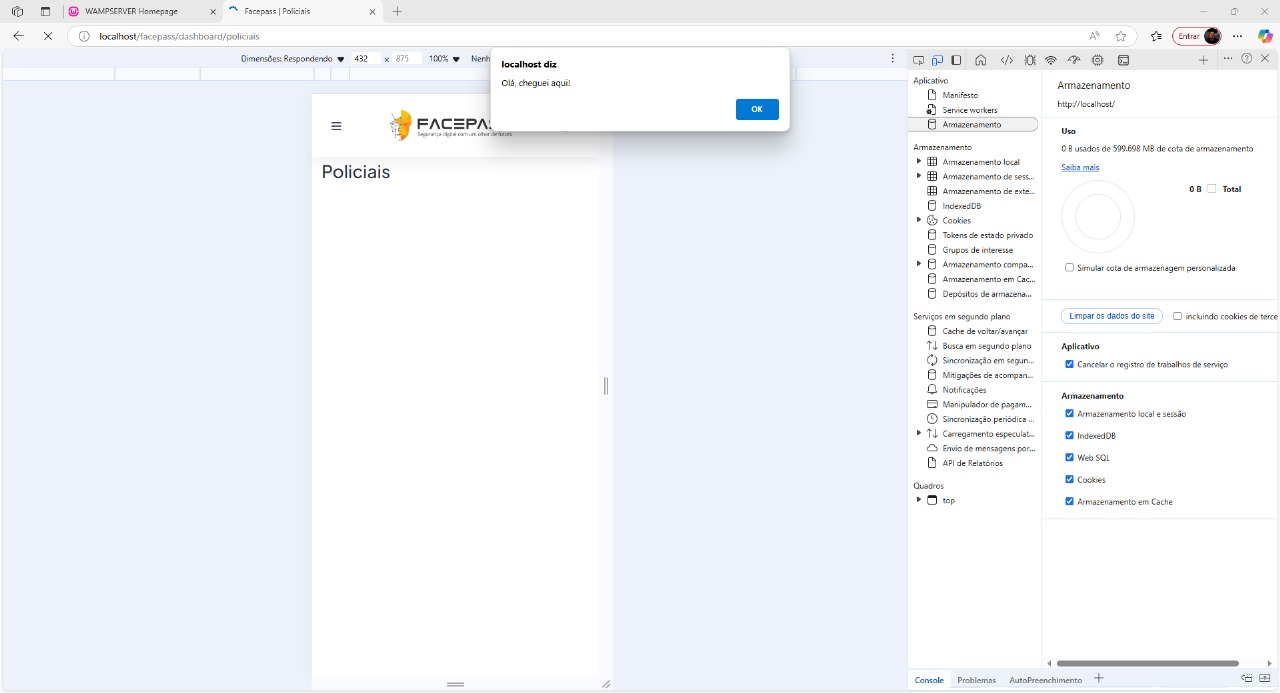 WAMPSERVER Homepage
Facepass | Policiais
localhost/facepass/dashboard/policiais
Entrar
Dimensões: Respondendo
432 × 875
100%
Nenh
localhost diz
Olá, cheguei aqui!
OK
FACEPA
Segurança digital com um olhar de futuro
Policiais
Aplicativo
Manifesto
Service workers
Armazenamento
Armazenamento
Armazenamento local
Armazenamento de sess...
Armazenamento de exte...
IndexedDB
Cookies
Tokens de estado privado
Grupos de interesse
Armazenamento compa...
Armazenamento em Cac...
Depósitos de armazena...
Serviços em segundo plano
Cache de voltar/avançar
Busca em segundo plano
Sincronização em segun...
Mitigações de acompan...
Notificações
Manipulador de pagam...
Sincronização periódica ...
Carregamento especulat...
Envio de mensagens por...
API de Relatórios
Quadros
top
Armazenamento
http://localhost/
Uso
0 B usados de 599.698 MB de cota de armazenamento
Saiba mais
0 B Total
Simular cota de armazenagem personalizada
Limpar os dados do site
incluindo cookies de terce
Aplicativo
Cancelar o registro de trabalhos de serviço
Armazenamento
Armazenamento local e sessão
IndexedDB
Web SQL
Cookies
Armazenamento em Cache
Console
Problemas
AutoPreenchimento